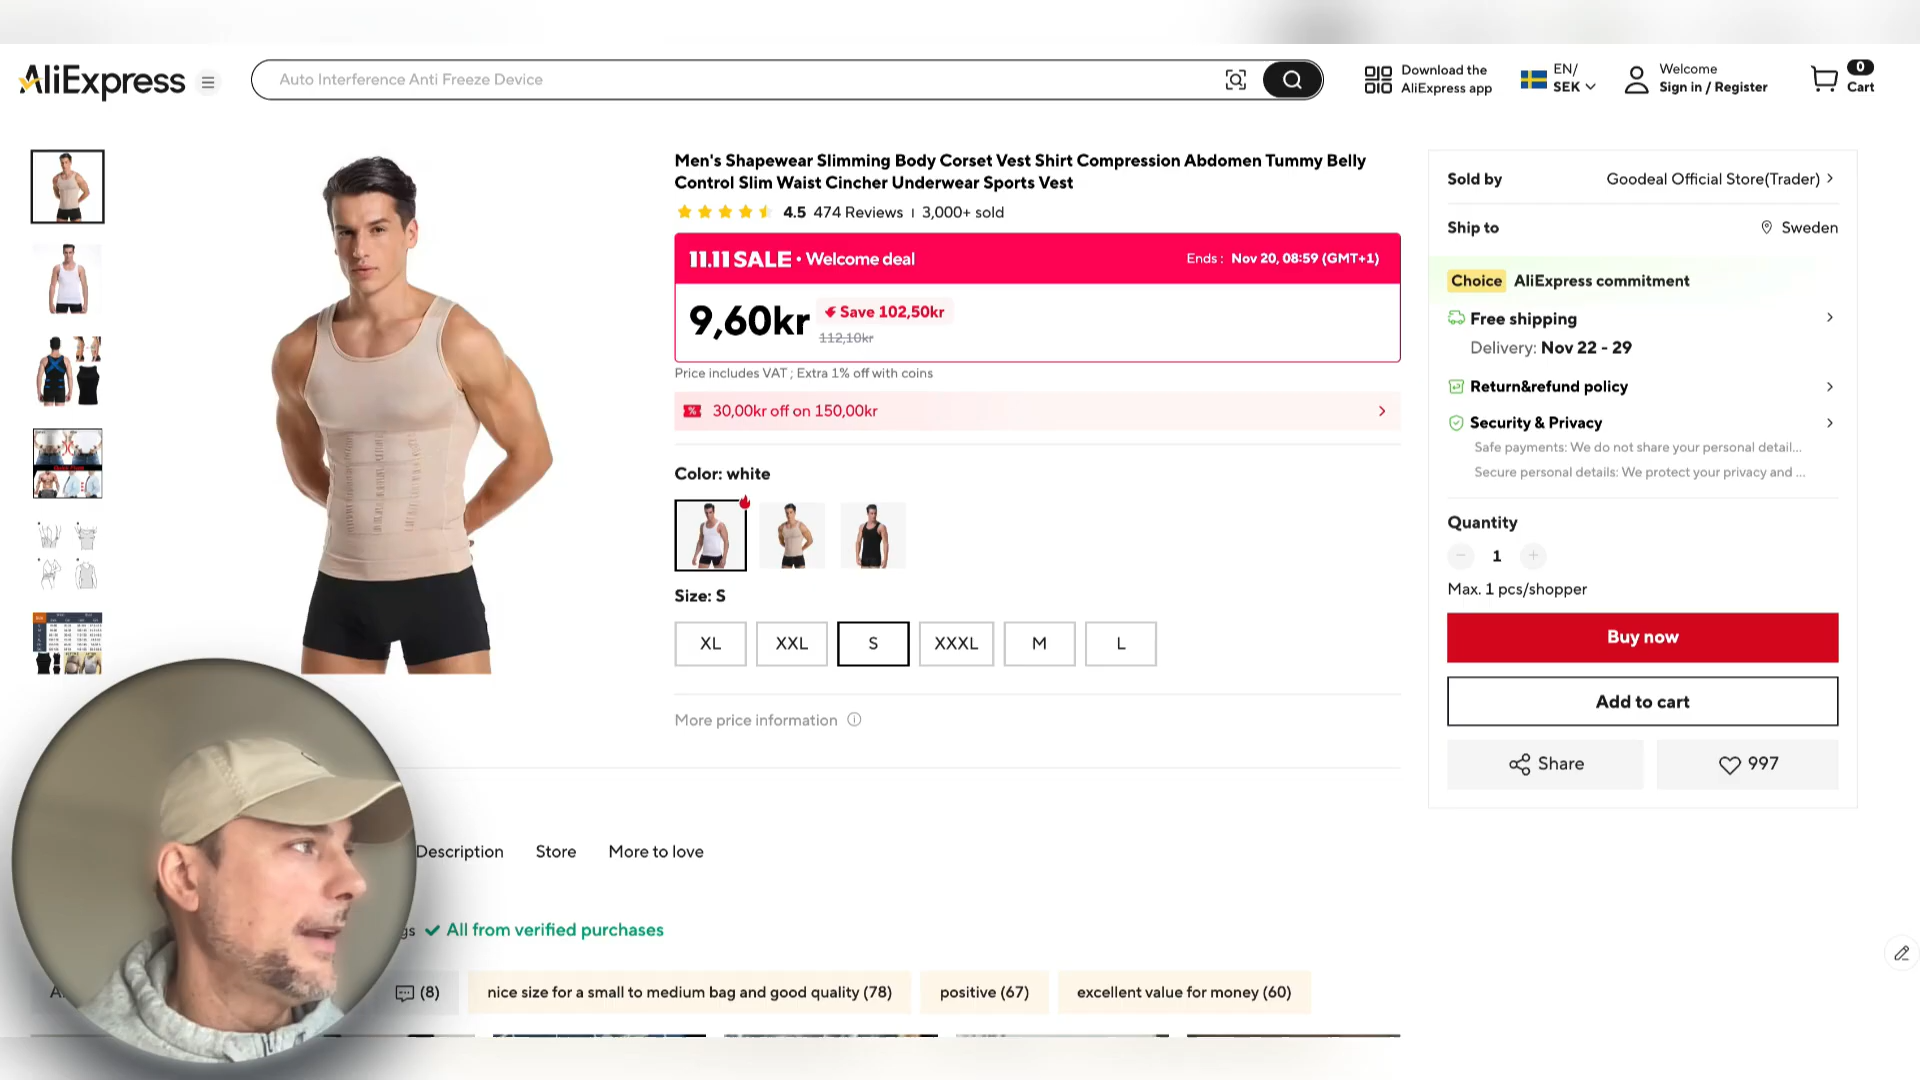 AliExpress
Auto Interference Anti Freeze Device
Download the
AliExpress app
EN/
SEK
Welcome
Sign in / Register
0
Cart
Men's Shapewear Slimming Body Corset Vest Shirt Compression Abdomen Tummy Belly
Control Slim Waist Cincher Underwear Sports Vest
4.5 474 Reviews | 3,000+ sold
11.11 SALE • Welcome deal
Ends : Nov 20, 08:59 (GMT+1)
9,60kr
Save 102,50kr
112,10kr
Price includes VAT ; Extra 1% off with coins
30,00kr off on 150,00kr
Color: white
Size: S
XL XXL S XXXL M L
More price information
Sold by Goodeal Official Store(Trader)
Ship to Sweden
Choice AliExpress commitment
Free shipping
Delivery: Nov 22 - 29
Return&refund policy
Security & Privacy
Safe payments: We do not share your personal detail...
Secure personal details: We protect your privacy and ...
Quantity
1
Max. 1 pcs/shopper
Buy now
Add to cart
Share
997
Description Store More to love
gs All from verified purchases
(8) nice size for a small to medium bag and good quality (78) positive (67) excellent value for money (60)